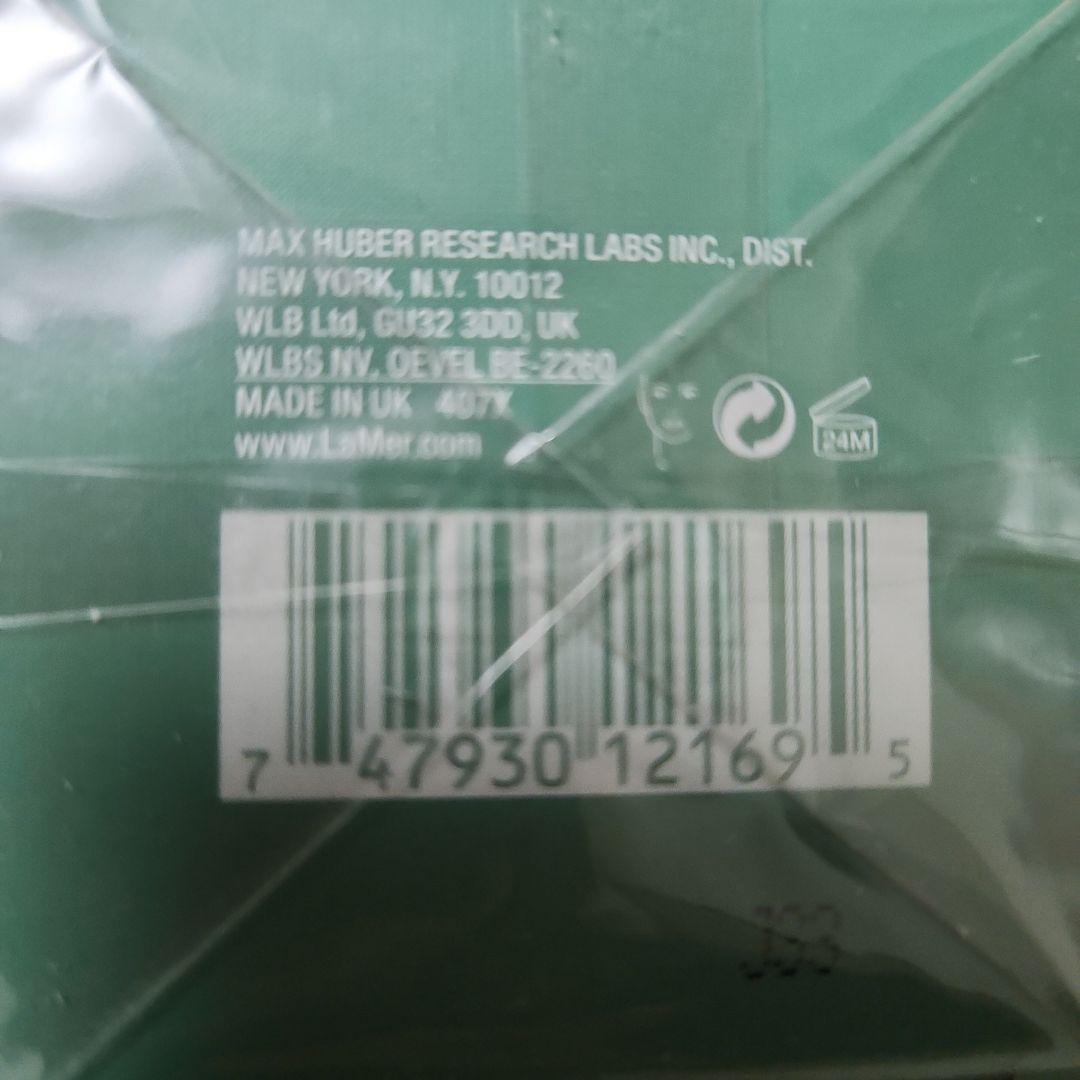 MAX HUBER RESEARCH LABS INC., DIST.
NEW YORK, N.Y. 10012
WLB Ltd, GU32 3DD, UK
WLBS NV. OEVEL BE-2260
MADE IN UK 407X
www.LaMer.com
24M
7 47930 12169 5